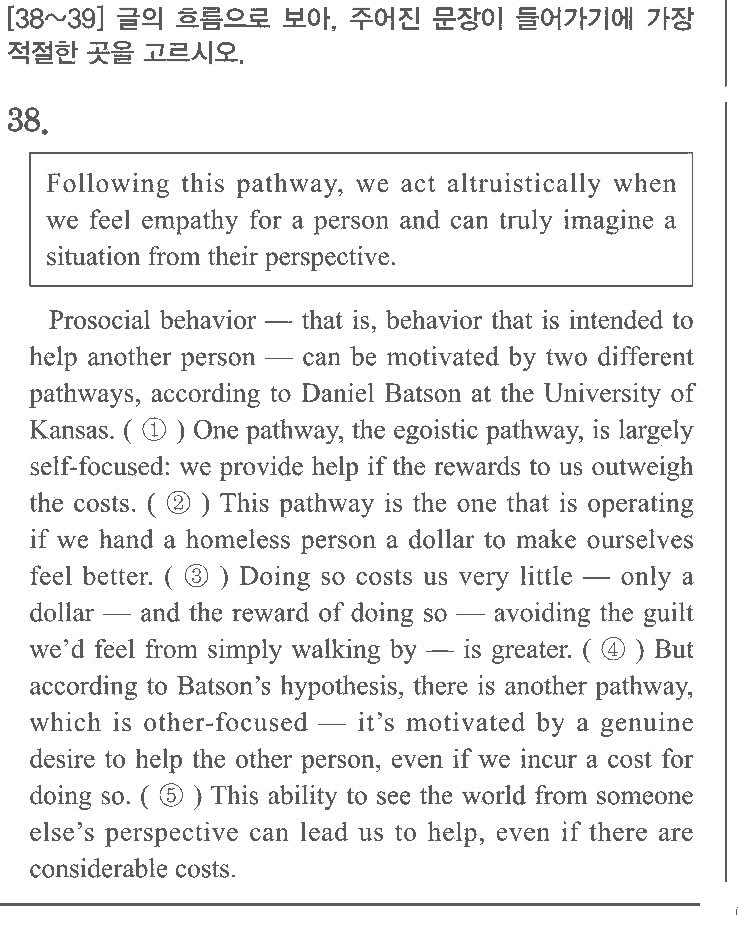 [38～39] 글의 흐름으로 보아, 주어진 문장이 들어가기에 가장
적절한 곳을 고르시오.
38.
Following this pathway, we act altruistically when
we feel empathy for a person and can truly imagine a
situation from their perspective.
Prosocial behavior — that is, behavior that is intended to
help another person — can be motivated by two different
pathways, according to Daniel Batson at the University of
Kansas. ( ① ) One pathway, the egoistic pathway, is largely
self-focused: we provide help if the rewards to us outweigh
the costs. ( ② ) This pathway is the one that is operating
if we hand a homeless person a dollar to make ourselves
feel better. ( ③ ) Doing so costs us very little — only a
dollar — and the reward of doing so — avoiding the guilt
we'd feel from simply walking by — is greater. ( ④ ) But
according to Batson's hypothesis, there is another pathway,
which is other-focused — it's motivated by a genuine
desire to help the other person, even if we incur a cost for
doing so. ( ⑤ ) This ability to see the world from someone
else's perspective can lead us to help, even if there are
considerable costs.